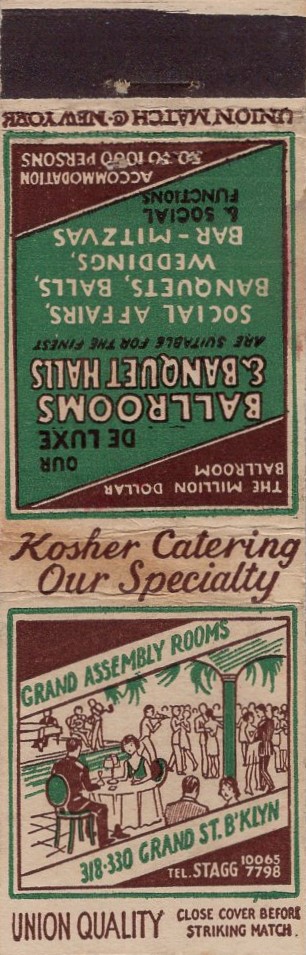 UNION MATCH © NEW YORK
THE MILLION DOLLAR
BALLROOM
OUR
DE LUXE
BALLROOMS
& BANQUET HALLS
ARE SUITABLE FOR THE FINEST
SOCIAL AFFAIRS,
BANQUETS, BALLS,
WEDDINGS,
BAR-MITZVAS
& SOCIAL
FUNCTIONS
ACCOMMODATION
50 TO 1000 PERSONS
Kosher Catering
Our Specialty
GRAND ASSEMBLY ROOMS
318-330 GRAND ST. B'KLYN
TEL. STAGG 10065
7798
UNION QUALITY
CLOSE COVER BEFORE
STRIKING MATCH.